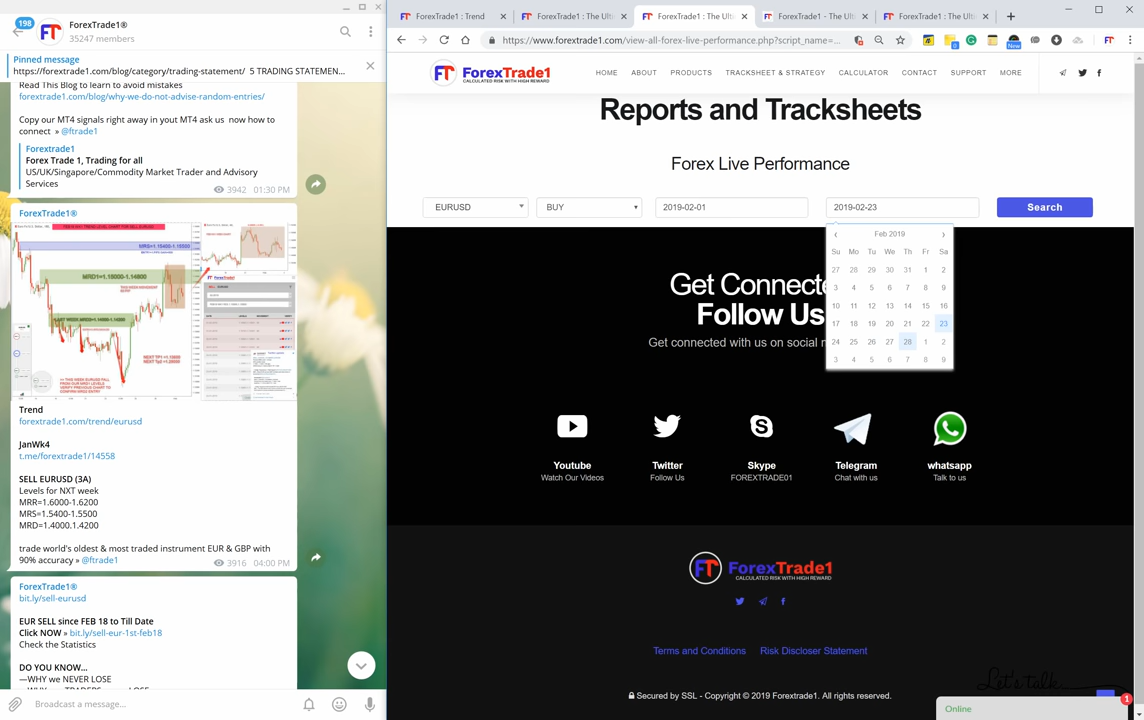 198
ForexTrade1®
35247 members
Pinned message
https://forextrade1.com/blog/category/trading-statement/ 5 TRADING STATEMEN...
Read This Blog to learn to avoid mistakes
forextrade1.com/blog/why-we-do-not-advise-random-entries/
Copy our MT4 signals right away in yout MT4 ask us now how to
connect » @ftrade1
Forextrade1
Forex Trade 1, Trading for all
US/UK/Singapore/Commodity Market Trader and Advisory
Services
3942 01:30 PM
ForexTrade1®
MRD1=1.15000-1.14800
Trend
forextrade1.com/trend/eurusd
JanWk4
t.me/forextrade1/14558
SELL EURUSD (3A)
Levels for NXT week
MRR=1.6000-1.6200
MRS=1.5400-1.5500
MRD=1.4000.1.4200
trade world's oldest & most traded instrument EUR & GBP with
90% accuracy » @ftrade1
3916 04:00 PM
ForexTrade1®
bit.ly/sell-eurusd
EUR SELL since FEB 18 to Till Date
Click NOW » bit.ly/sell-eur-1st-feb18
Check the Statistics
DO YOU KNOW...
—WHY we NEVER LOSE
Broadcast a message...
ForexTrade1 : Trend
ForexTrade1 : The Ulti
ForexTrade1 : The Ulti
ForexTrade1 - The Ulti
ForexTrade1 : The Ulti
https://www.forextrade1.com/view-all-forex-live-performance.php?script_name=...
ForexTrade1
CALCULATED RISK WITH HIGH REWARD
HOME ABOUT PRODUCTS TRACKSHEET & STRATEGY CALCULATOR CONTACT SUPPORT MORE
Reports and Tracksheets
Forex Live Performance
EURUSD BUY 2019-02-01 2019-02-23 Search
‹ Feb 2019 ›
Su Mo Tu We Th Fr Sa
27 28 29 30 31 1 2
3 4 5 6 7 8 9
10 11 12 13 14 15 16
17 18 19 20 21 22 23
24 25 26 27 28 1 2
3 4 5 6 7 8 9
Get Connecte
Follow Us
Get connected with us on social
Youtube Twitter Skype Telegram whatsapp
Watch Our Videos Follow Us FOREXTRADE01 Chat with us Talk to us
ForexTrade1
CALCULATED RISK WITH HIGH REWARD
Terms and Conditions Risk Discloser Statement
Secured by SSL - Copyright © 2019 Forextrade1. All rights reserved.
Let's talk
1
Online